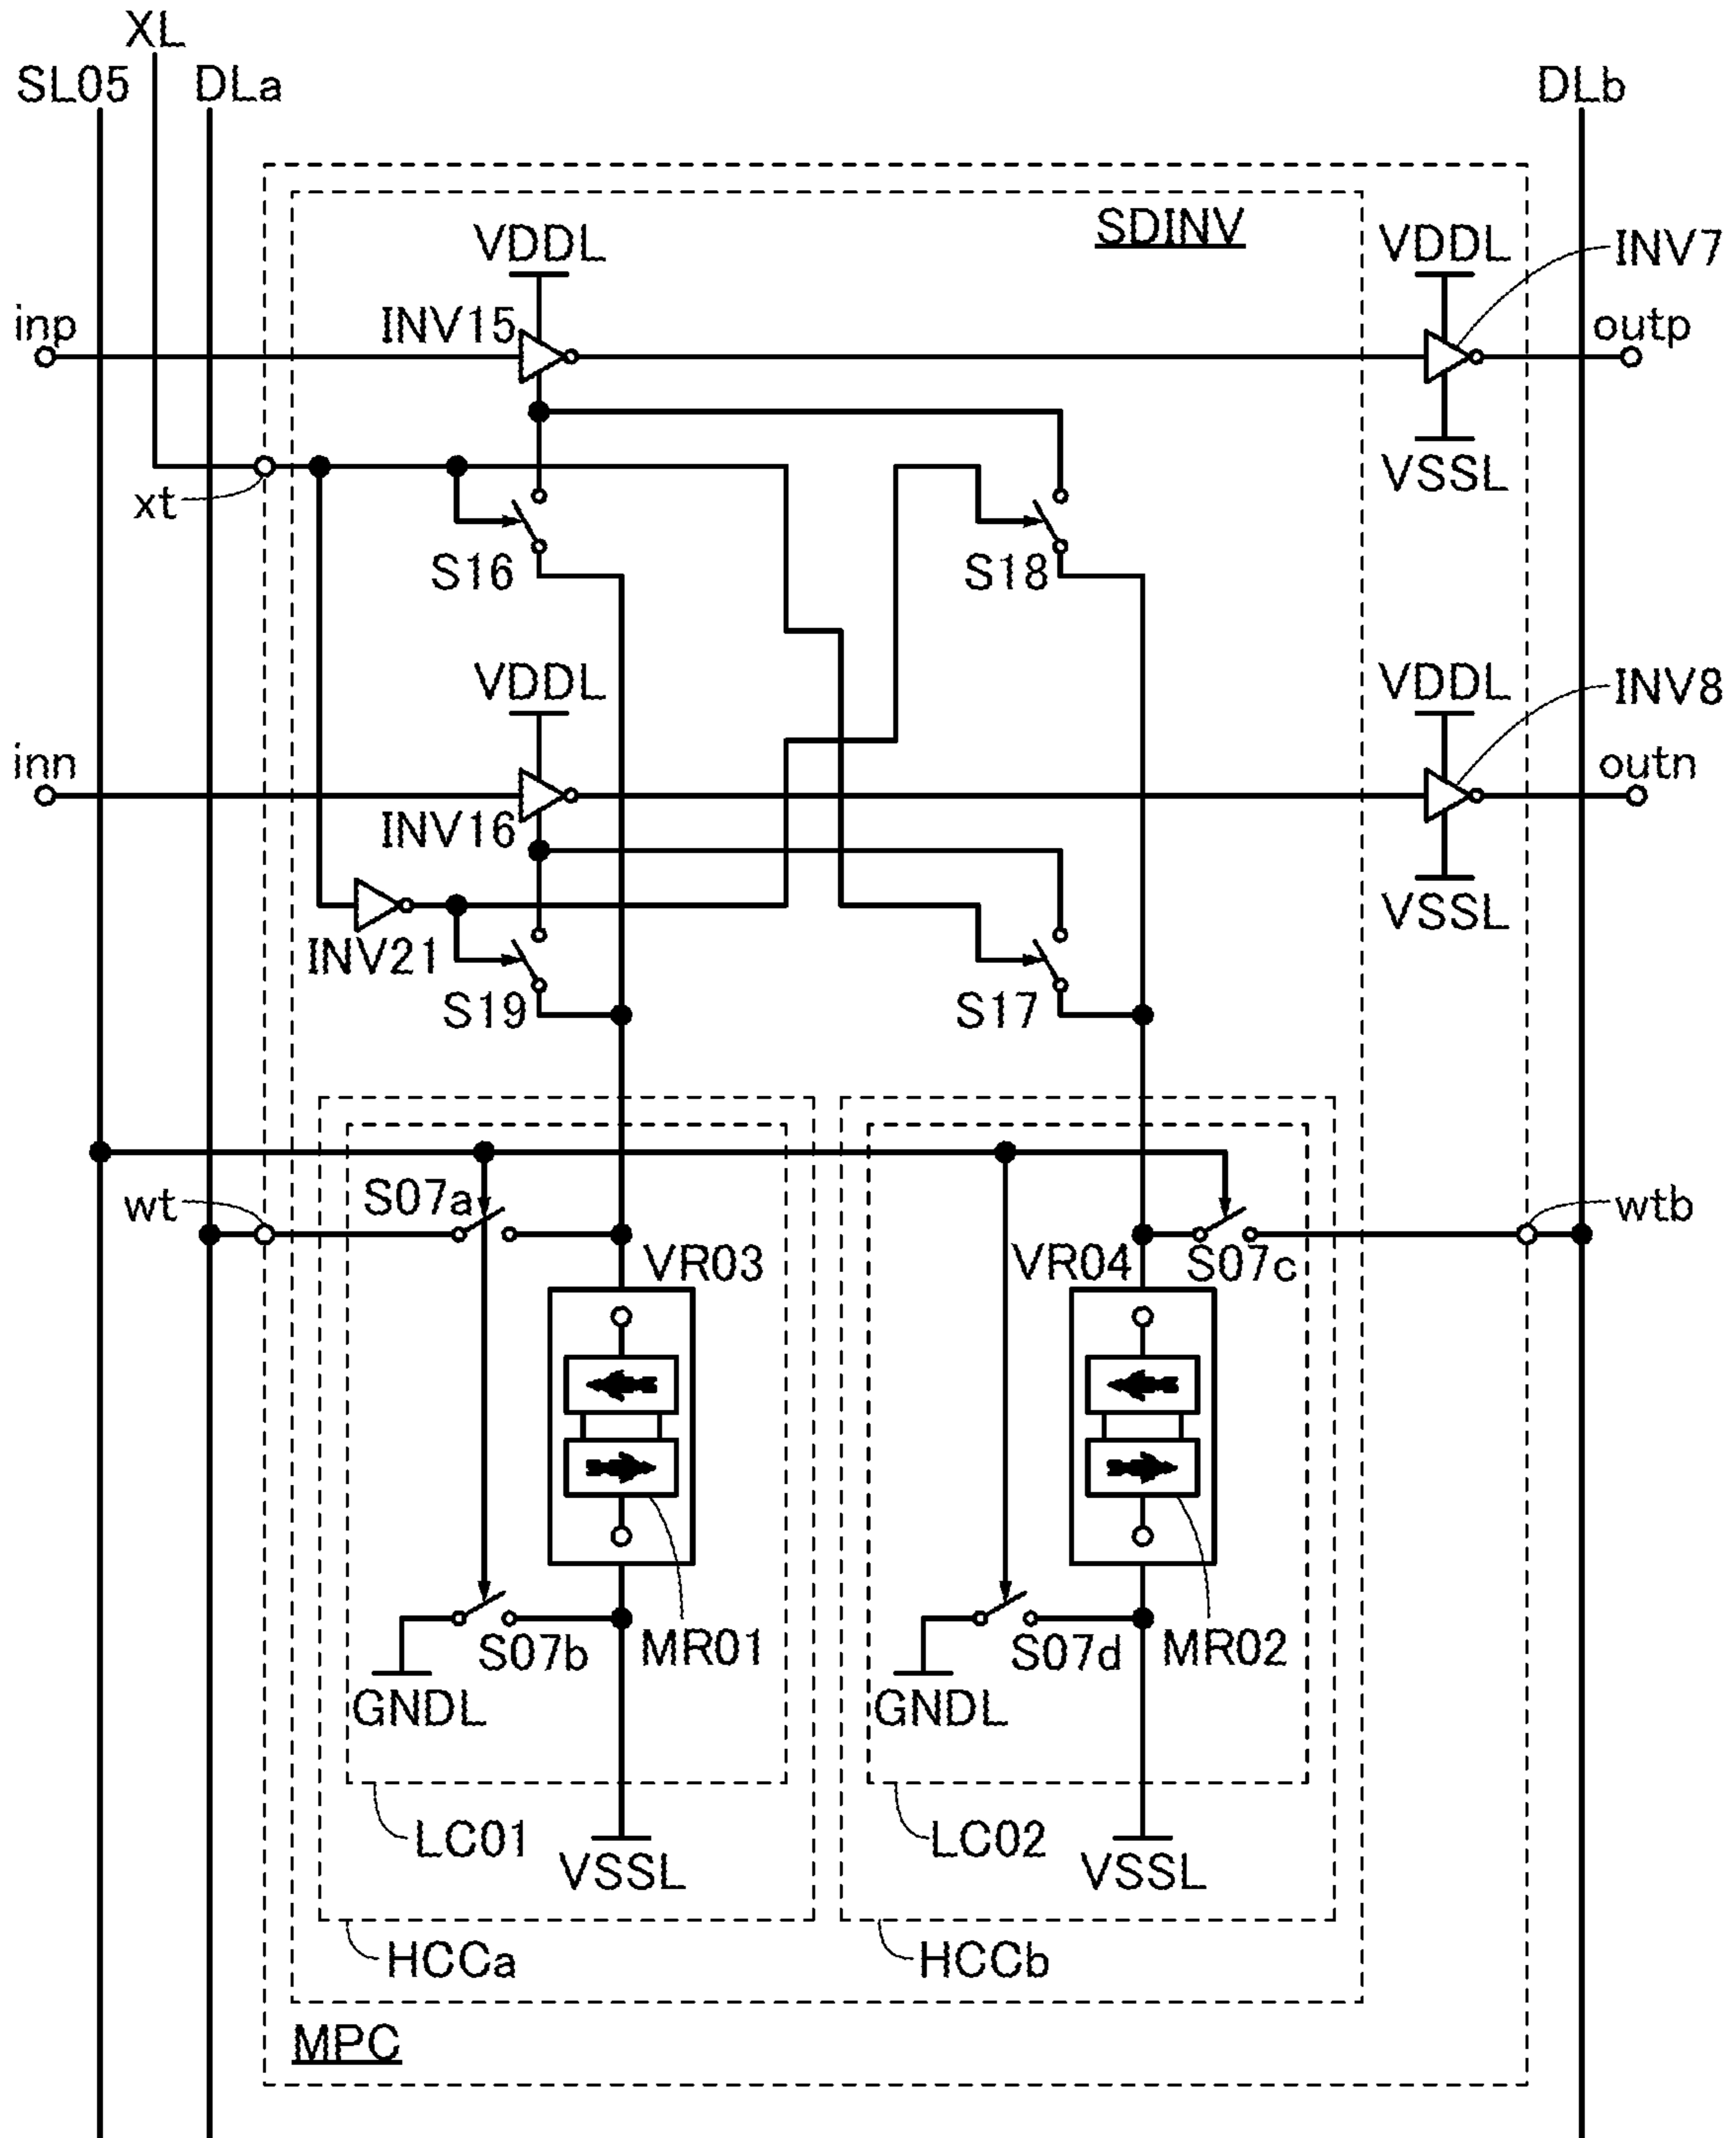 XL
SL05
DLa
DLb
SDINV
VDDL
VDDL
INV7
inp
INV15
outp
VSSL
xt
S16
S18
VDDL
VDDL
INV8
inn
INV16
outn
VSSL
INV21
S19
S17
wt
S07a
wtb
VR03
VR04
S07c
S07b
MR01
S07d
MR02
GNDL
GNDL
LC01
LC02
VSSL
VSSL
HCCa
HCCb
MPC